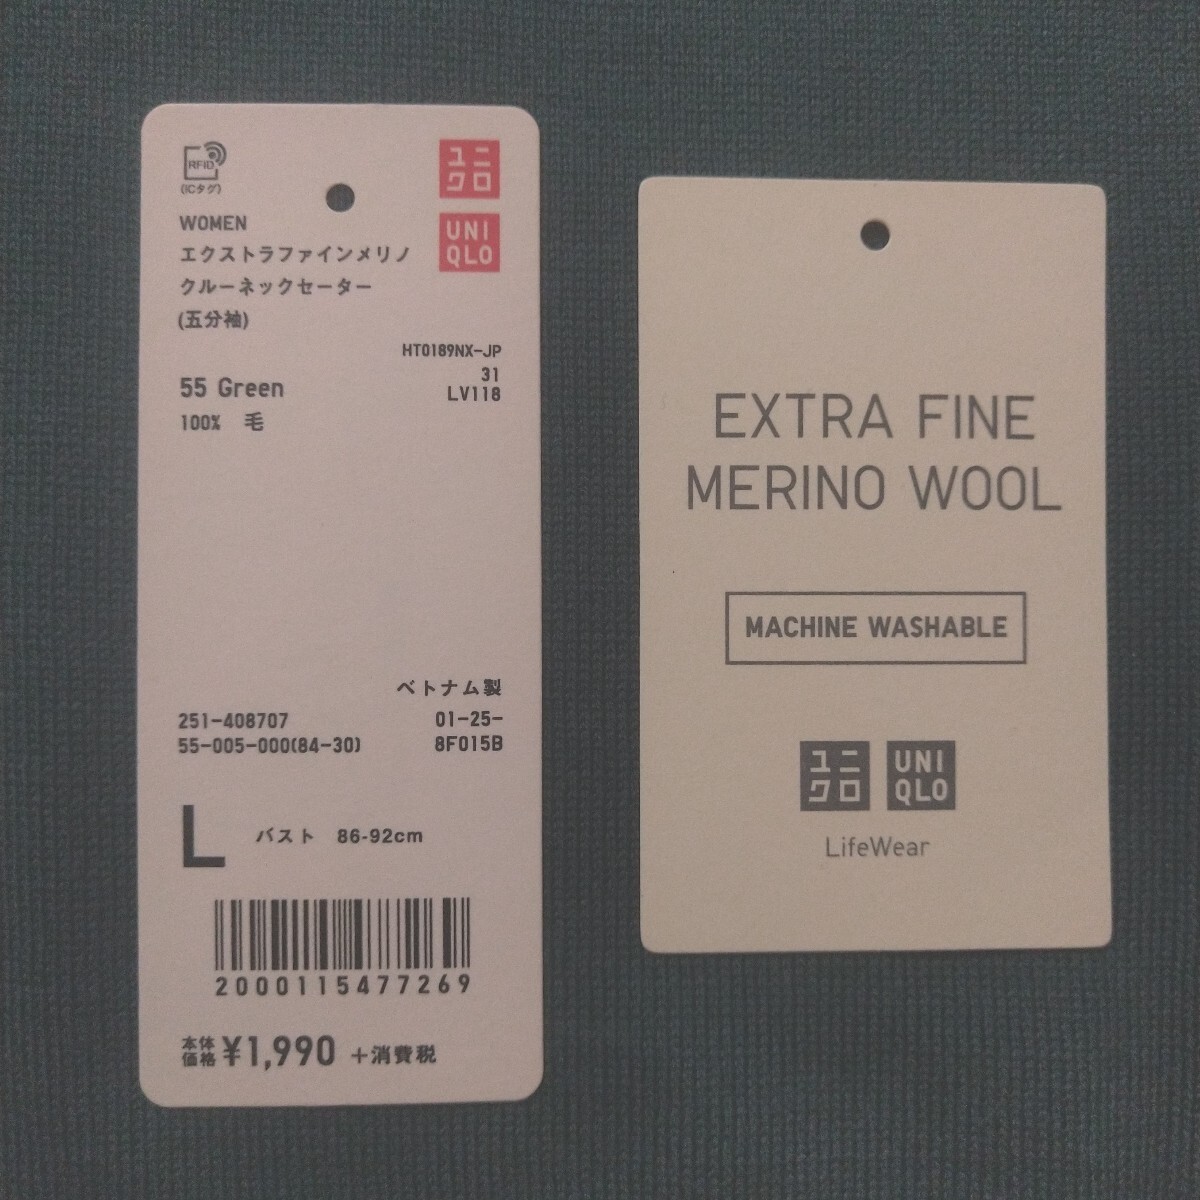 RFID
(ICタグ)
ユニ
クロ
UNI
QLO
WOMEN
エクストラファインメリノ
クルーネックセーター
(五分袖)
HT0189NX-JP
31
LV118
55 Green
100% 毛
ベトナム製
251-408707 01-25-
55-005-000(84-30) 8F015B
L バスト 86-92cm
2000115477269
本体
価格 ¥1,990 +消費税
EXTRA FINE
MERINO WOOL
MACHINE WASHABLE
ユニ
クロ
UNI
QLO
LifeWear